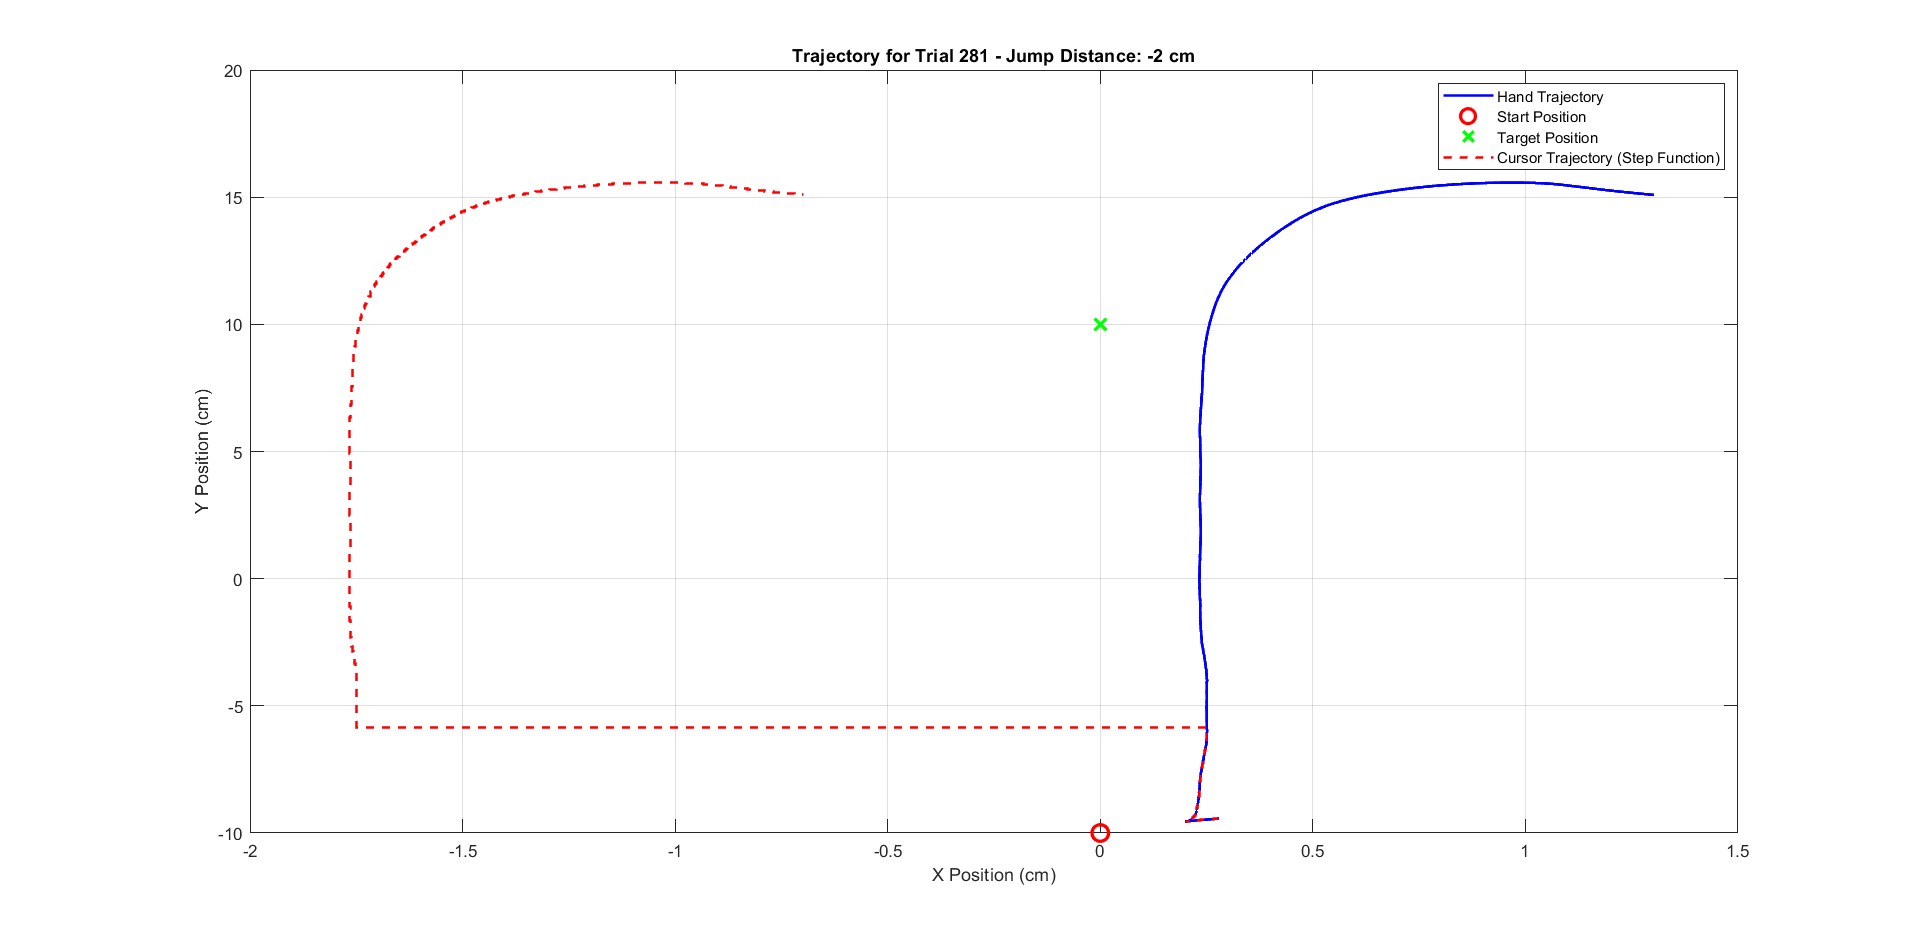 Trajectory for Trial 281 - Jump Distance: -2 cm
Hand Trajectory
Start Position
Target Position
Cursor Trajectory (Step Function)
20
15
10
5
0
-5
-10
Y Position (cm)
-2
-1.5
-1
-0.5
0
0.5
1
1.5
X Position (cm)